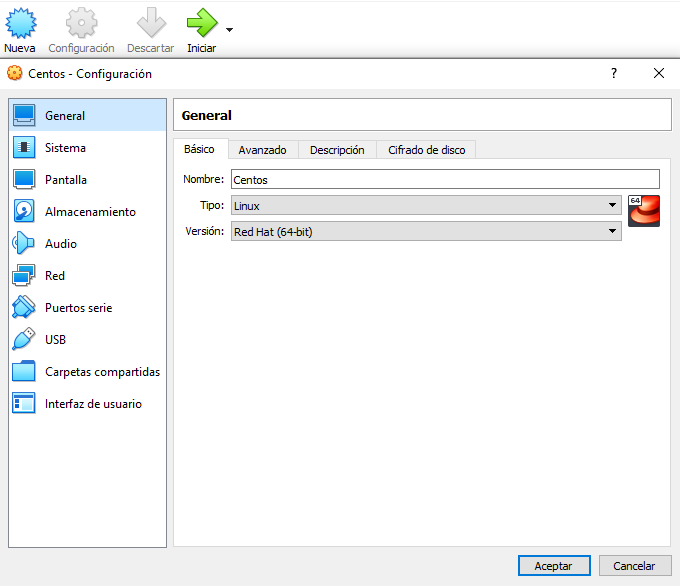 Nueva Configuración Descartar Iniciar
Centos - Configuración ?
General
Sistema
Pantalla
Almacenamiento
Audio
Red
Puertos serie
USB
Carpetas compartidas
Interfaz de usuario
General
Básico Avanzado Descripción Cifrado de disco
Nombre: Centos
Tipo: Linux
64
Versión: Red Hat (64-bit)
Aceptar Cancelar